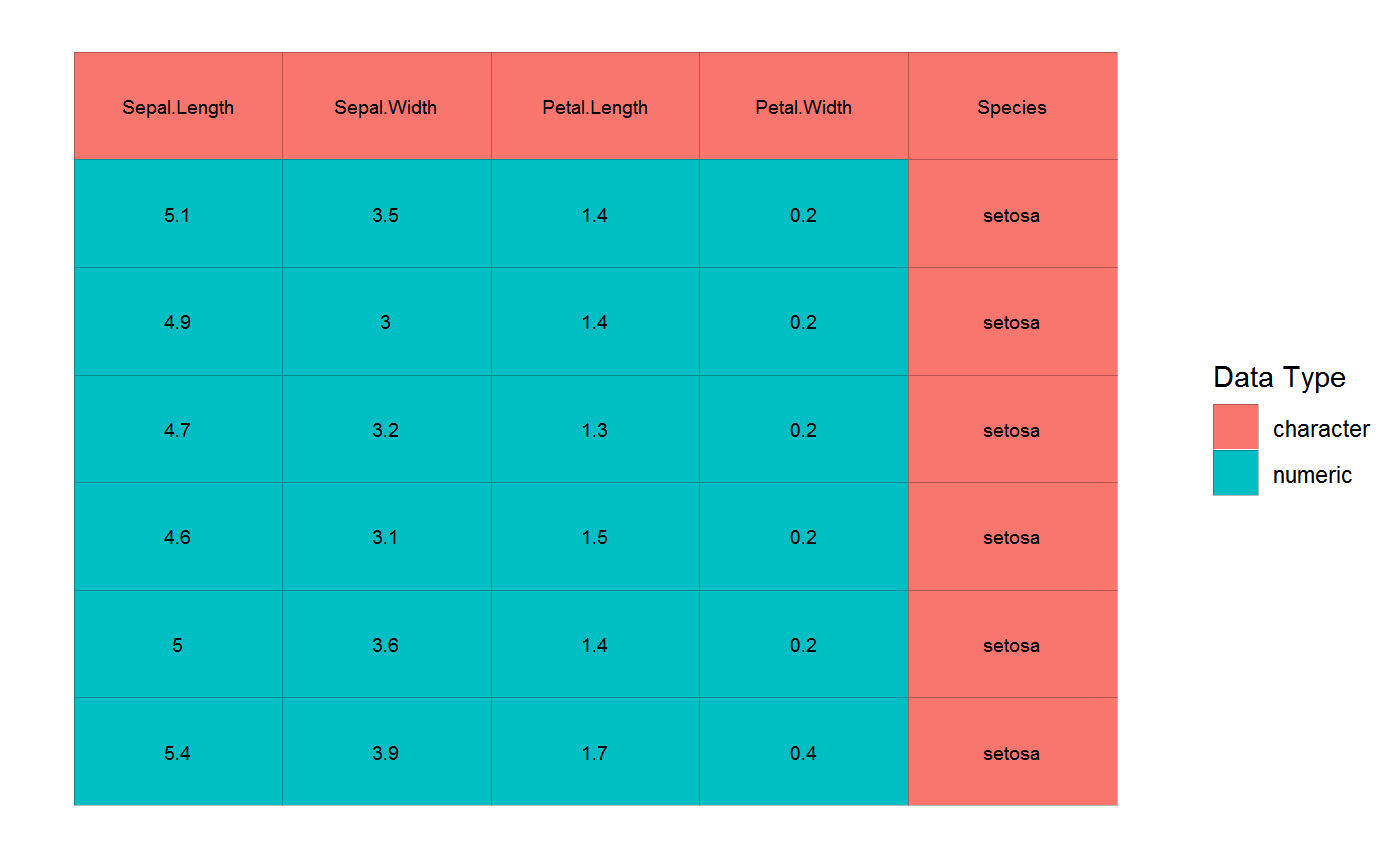 Sepal.Length Sepal.Width Petal.Length Petal.Width Species
5.1 3.5 1.4 0.2 setosa
4.9 3 1.4 0.2 setosa
4.7 3.2 1.3 0.2 setosa
4.6 3.1 1.5 0.2 setosa
5 3.6 1.4 0.2 setosa
5.4 3.9 1.7 0.4 setosa
Data Type
character
numeric